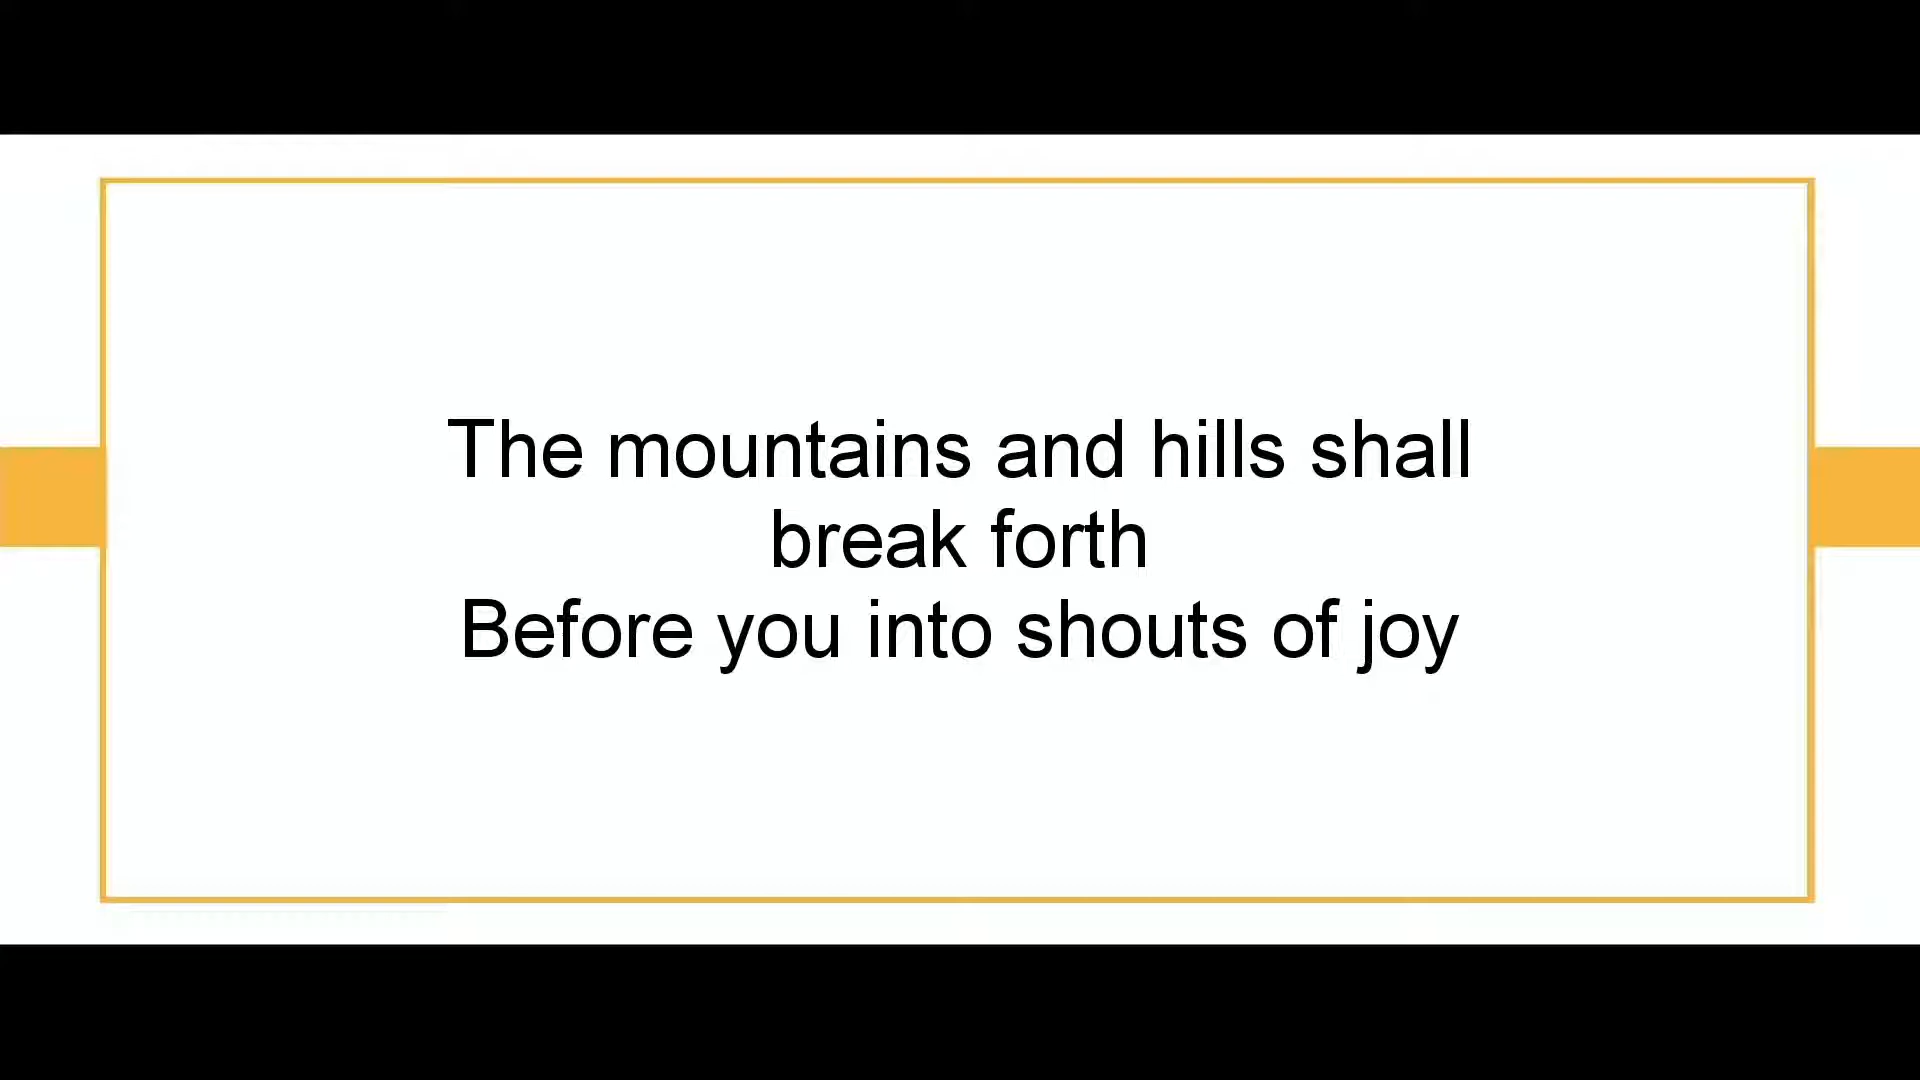 The mountains and hills shall
break forth
Before you into shouts of joy